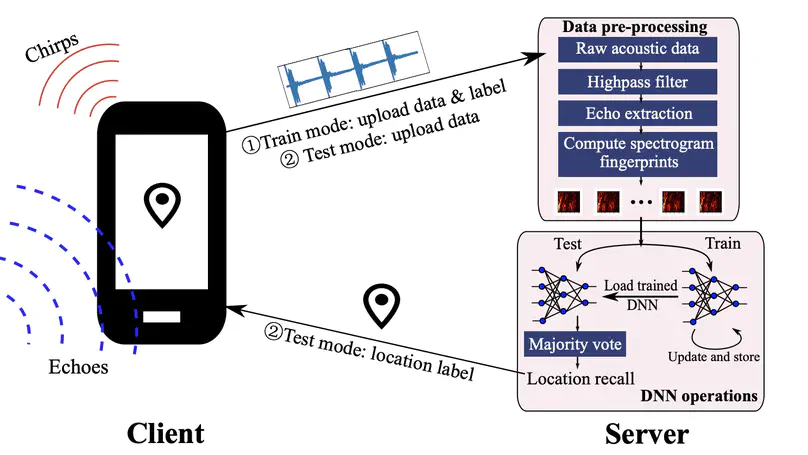 Chirps
①Train mode: upload data & label
② Test mode: upload data
Echoes
Client
②Test mode: location label
Data pre-processing
Raw acoustic data
Highpass filter
Echo extraction
Compute spectrogram
fingerprints
Test
Train
Load trained
DNN
Majority vote
Update and store
Location recall
DNN operations
Server